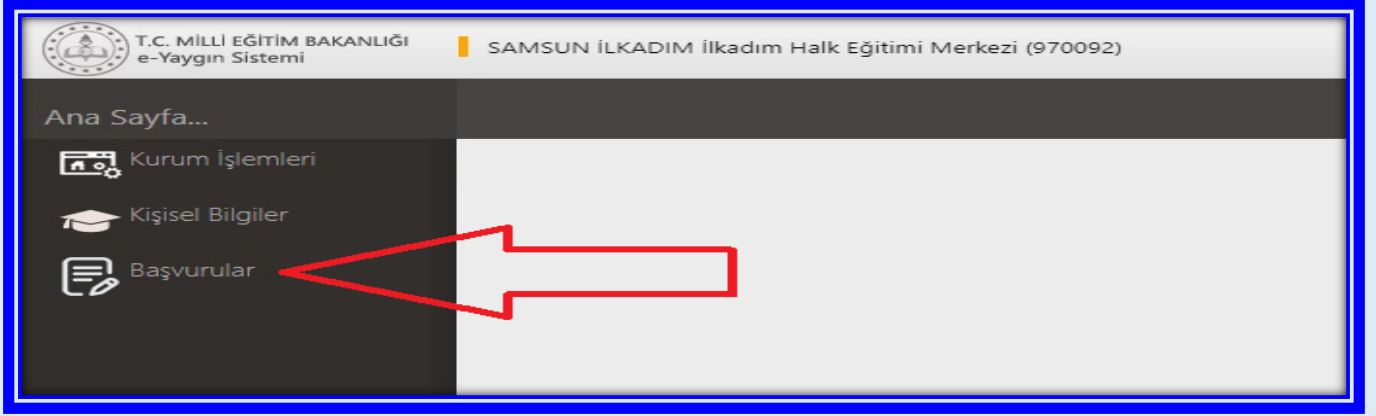 T.C. MİLLİ EĞİTİM BAKANLIĞI
e-Yaygın Sistemi
SAMSUN İLKADIM İlkadım Halk Eğitimi Merkezi (970092)
Ana Sayfa...
Kurum İşlemleri
Kişisel Bilgiler
Başvurular